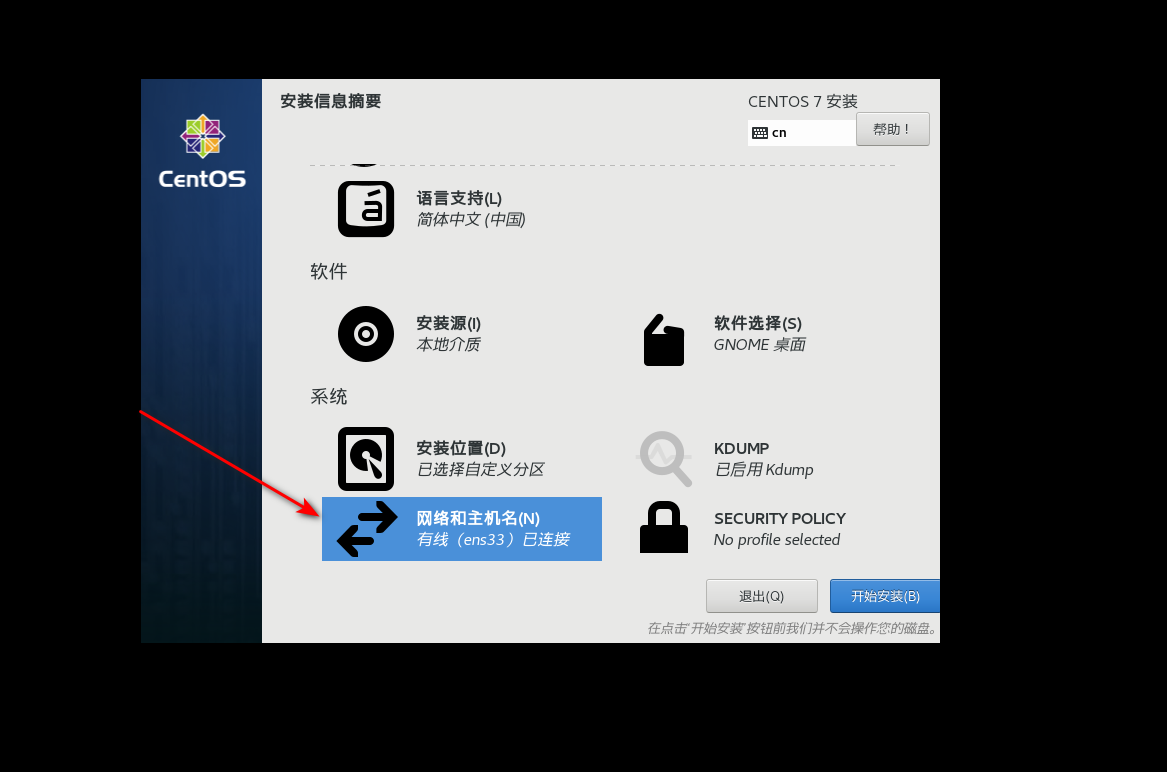 安装信息摘要
CENTOS 7 安装
cn
帮助！
CentOS
á
语言支持(L)
简体中文 (中国)
软件
安装源(I)
本地介质
软件选择(S)
GNOME 桌面
系统
安装位置(D)
已选择自定义分区
KDUMP
已启用 Kdump
网络和主机名(N)
有线（ens33）已连接
SECURITY POLICY
No profile selected
退出(Q)
开始安装(B)
在点击“开始安装”按钮前我们并不会操作您的磁盘。